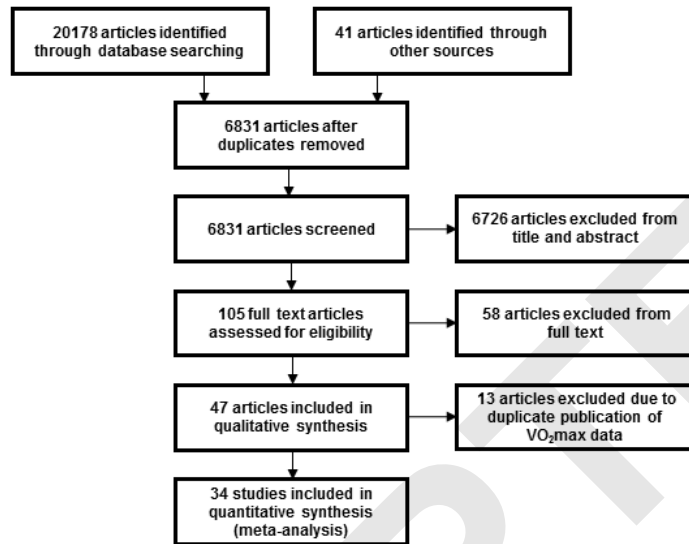 20178 articles identified
through database searching
41 articles identified through
other sources
6831 articles after
duplicates removed
6831 articles screened
6726 articles excluded from
title and abstract
105 full text articles
assessed for eligibility
58 articles excluded from
full text
47 articles included in
qualitative synthesis
13 articles excluded due to
duplicate publication of
VO₂max data
34 studies included in
quantitative synthesis
(meta-analysis)